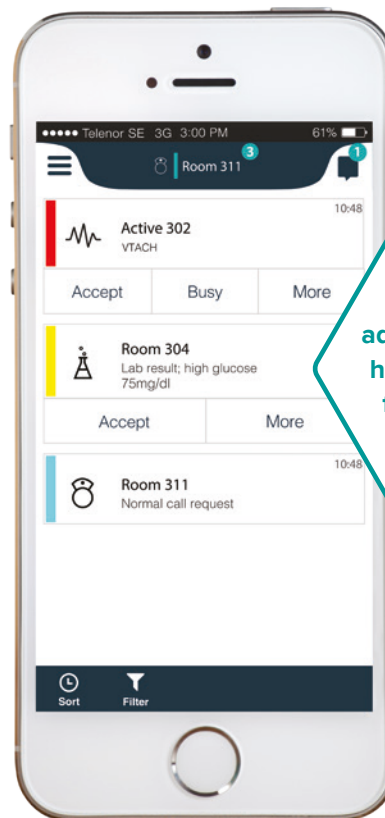 Telenor SE 3G 3:00 PM 61%
Room 311 3
1
10:48
Active 302
VTACH
Accept Busy More
Room 304
Lab result; high glucose
75mg/dl
Accept More
10:48
Room 311
Normal call request
Sort Filter